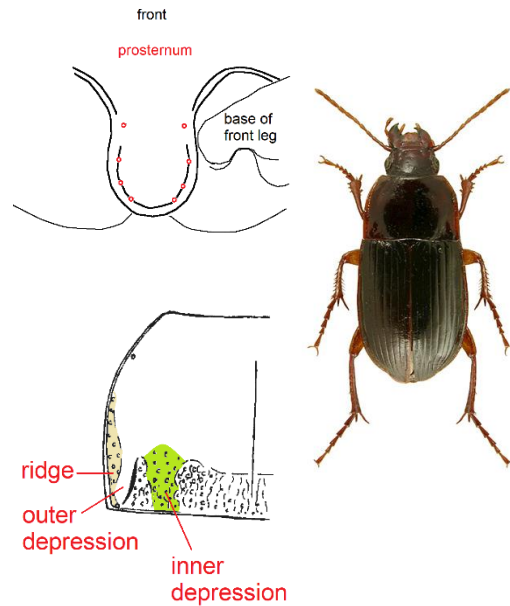 front
prosternum
base of
front leg
ridge
outer
depression
inner
depression